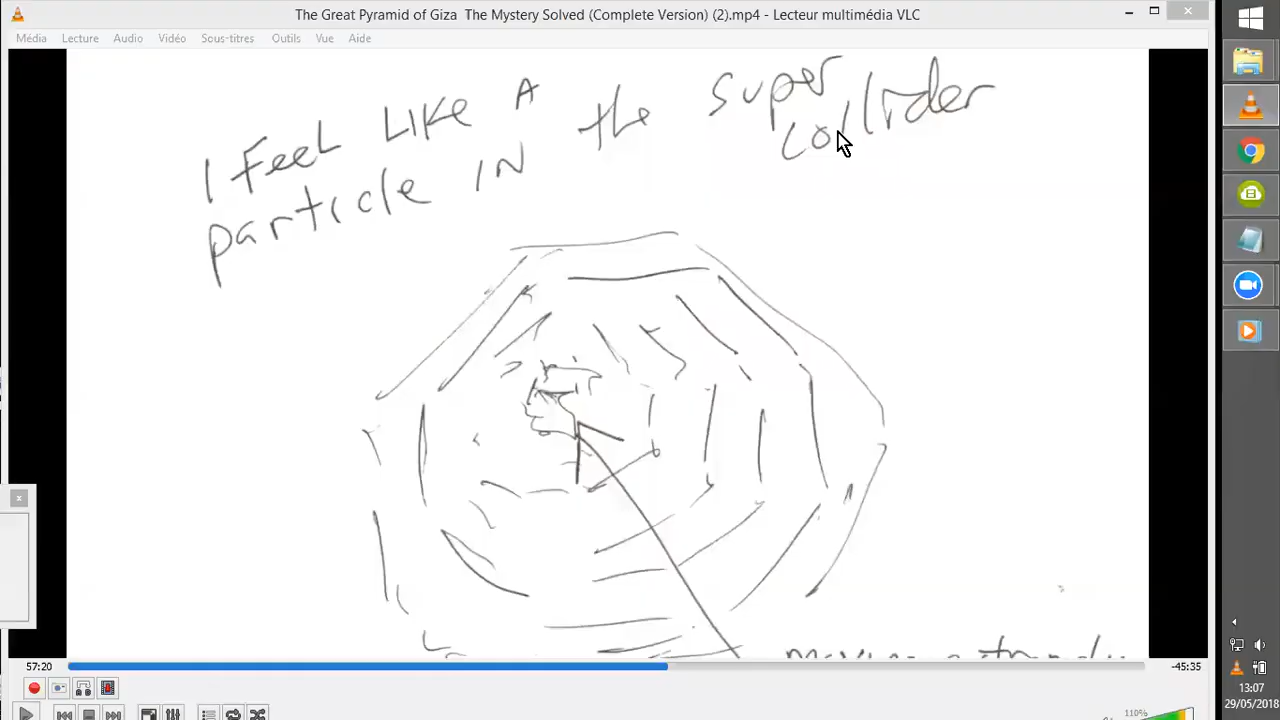 The Great Pyramid of Giza  The Mystery Solved (Complete Version) (2).mp4 - Lecteur multimédia VLC
Média Lecture Audio Vidéo Sous-titres Outils Vue Aide
I Feel Like A the super
particle IN collider
57:20
-45:35
110%
13:07
29/05/2018